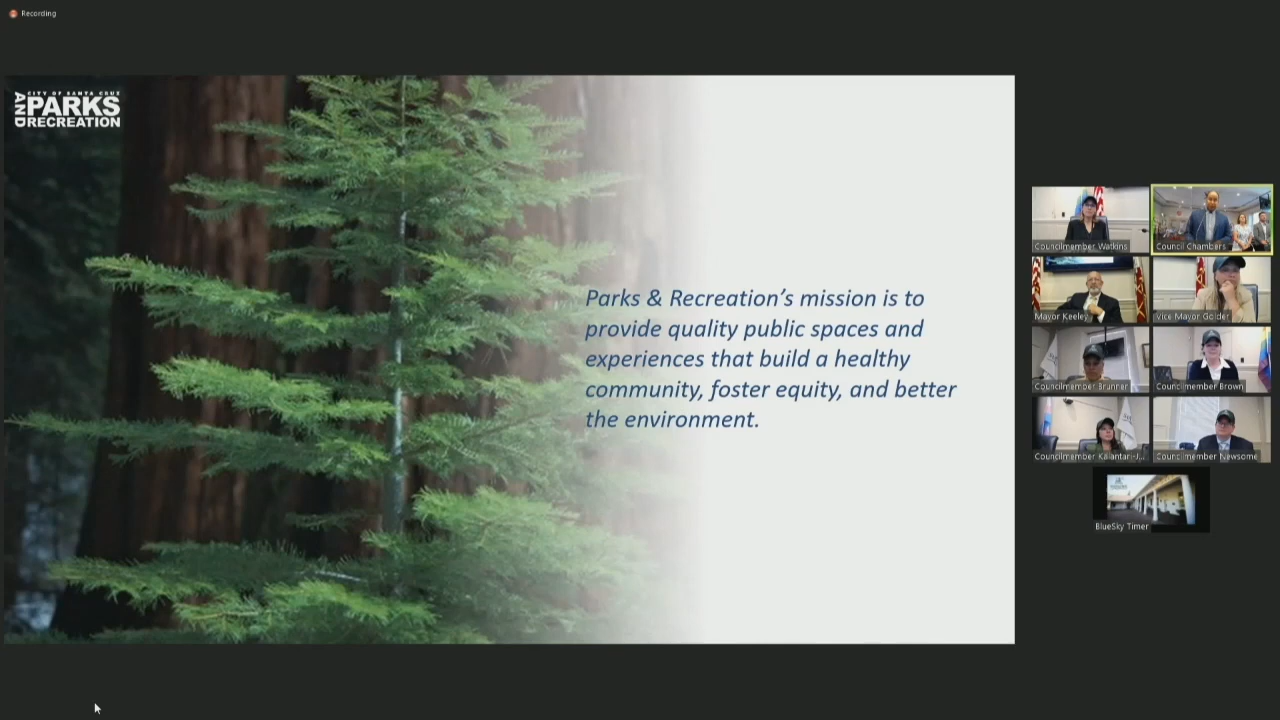 Recording
CITY OF SANTA CRUZ
AND
PARKS
RECREATION
Parks & Recreation's mission is to
provide quality public spaces and
experiences that build a healthy
community, foster equity, and better
the environment.
Councilmember Watkins
Council Chambers
Mayor Keeley
Vice Mayor Golder
Councilmember Brunner
Councilmember Brown
Councilmember Kalantari-J...
Councilmember Newsome
BlueSky Timer